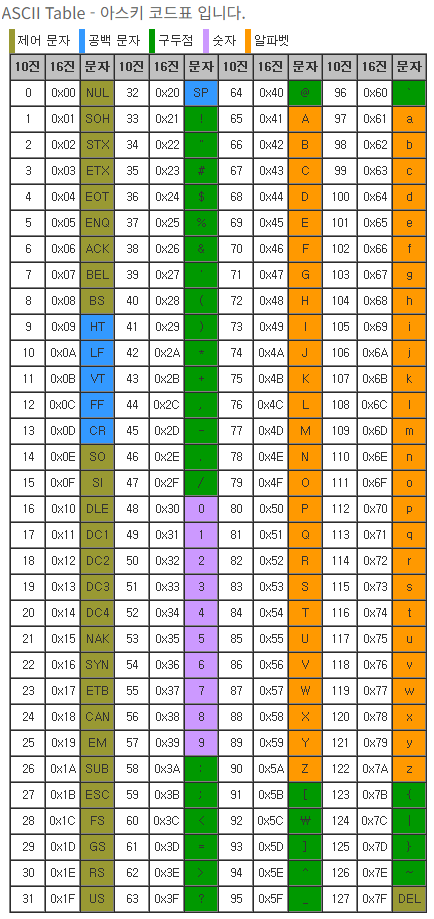 ASCII Table - 아스키 코드표 입니다.
제어 문자 공백 문자 구두점 숫자 알파벳
10진 16진 문자 10진 16진 문자 10진 16진 문자 10진 16진 문자
0 0x00 NUL 32 0x20 SP 64 0x40 @ 96 0x60 `
1 0x01 SOH 33 0x21 ! 65 0x41 A 97 0x61 a
2 0x02 STX 34 0x22 " 66 0x42 B 98 0x62 b
3 0x03 ETX 35 0x23 # 67 0x43 C 99 0x63 c
4 0x04 EOT 36 0x24 $ 68 0x44 D 100 0x64 d
5 0x05 ENQ 37 0x25 % 69 0x45 E 101 0x65 e
6 0x06 ACK 38 0x26 & 70 0x46 F 102 0x66 f
7 0x07 BEL 39 0x27 ' 71 0x47 G 103 0x67 g
8 0x08 BS 40 0x28 ( 72 0x48 H 104 0x68 h
9 0x09 HT 41 0x29 ) 73 0x49 I 105 0x69 i
10 0x0A LF 42 0x2A * 74 0x4A J 106 0x6A j
11 0x0B VT 43 0x2B + 75 0x4B K 107 0x6B k
12 0x0C FF 44 0x2C , 76 0x4C L 108 0x6C l
13 0x0D CR 45 0x2D - 77 0x4D M 109 0x6D m
14 0x0E SO 46 0x2E . 78 0x4E N 110 0x6E n
15 0x0F SI 47 0x2F / 79 0x4F O 111 0x6F o
16 0x10 DLE 48 0x30 0 80 0x50 P 112 0x70 p
17 0x11 DC1 49 0x31 1 81 0x51 Q 113 0x71 q
18 0x12 DC2 50 0x32 2 82 0x52 R 114 0x72 r
19 0x13 DC3 51 0x33 3 83 0x53 S 115 0x73 s
20 0x14 DC4 52 0x34 4 84 0x54 T 116 0x74 t
21 0x15 NAK 53 0x35 5 85 0x55 U 117 0x75 u
22 0x16 SYN 54 0x36 6 86 0x56 V 118 0x76 v
23 0x17 ETB 55 0x37 7 87 0x57 W 119 0x77 w
24 0x18 CAN 56 0x38 8 88 0x58 X 120 0x78 x
25 0x19 EM 57 0x39 9 89 0x59 Y 121 0x79 y
26 0x1A SUB 58 0x3A : 90 0x5A Z 122 0x7A z
27 0x1B ESC 59 0x3B ; 91 0x5B [ 123 0x7B {
28 0x1C FS 60 0x3C < 92 0x5C ₩ 124 0x7C |
29 0x1D GS 61 0x3D = 93 0x5D ] 125 0x7D }
30 0x1E RS 62 0x3E > 94 0x5E ^ 126 0x7E ~
31 0x1F US 63 0x3F ? 95 0x5F _ 127 0x7F DEL